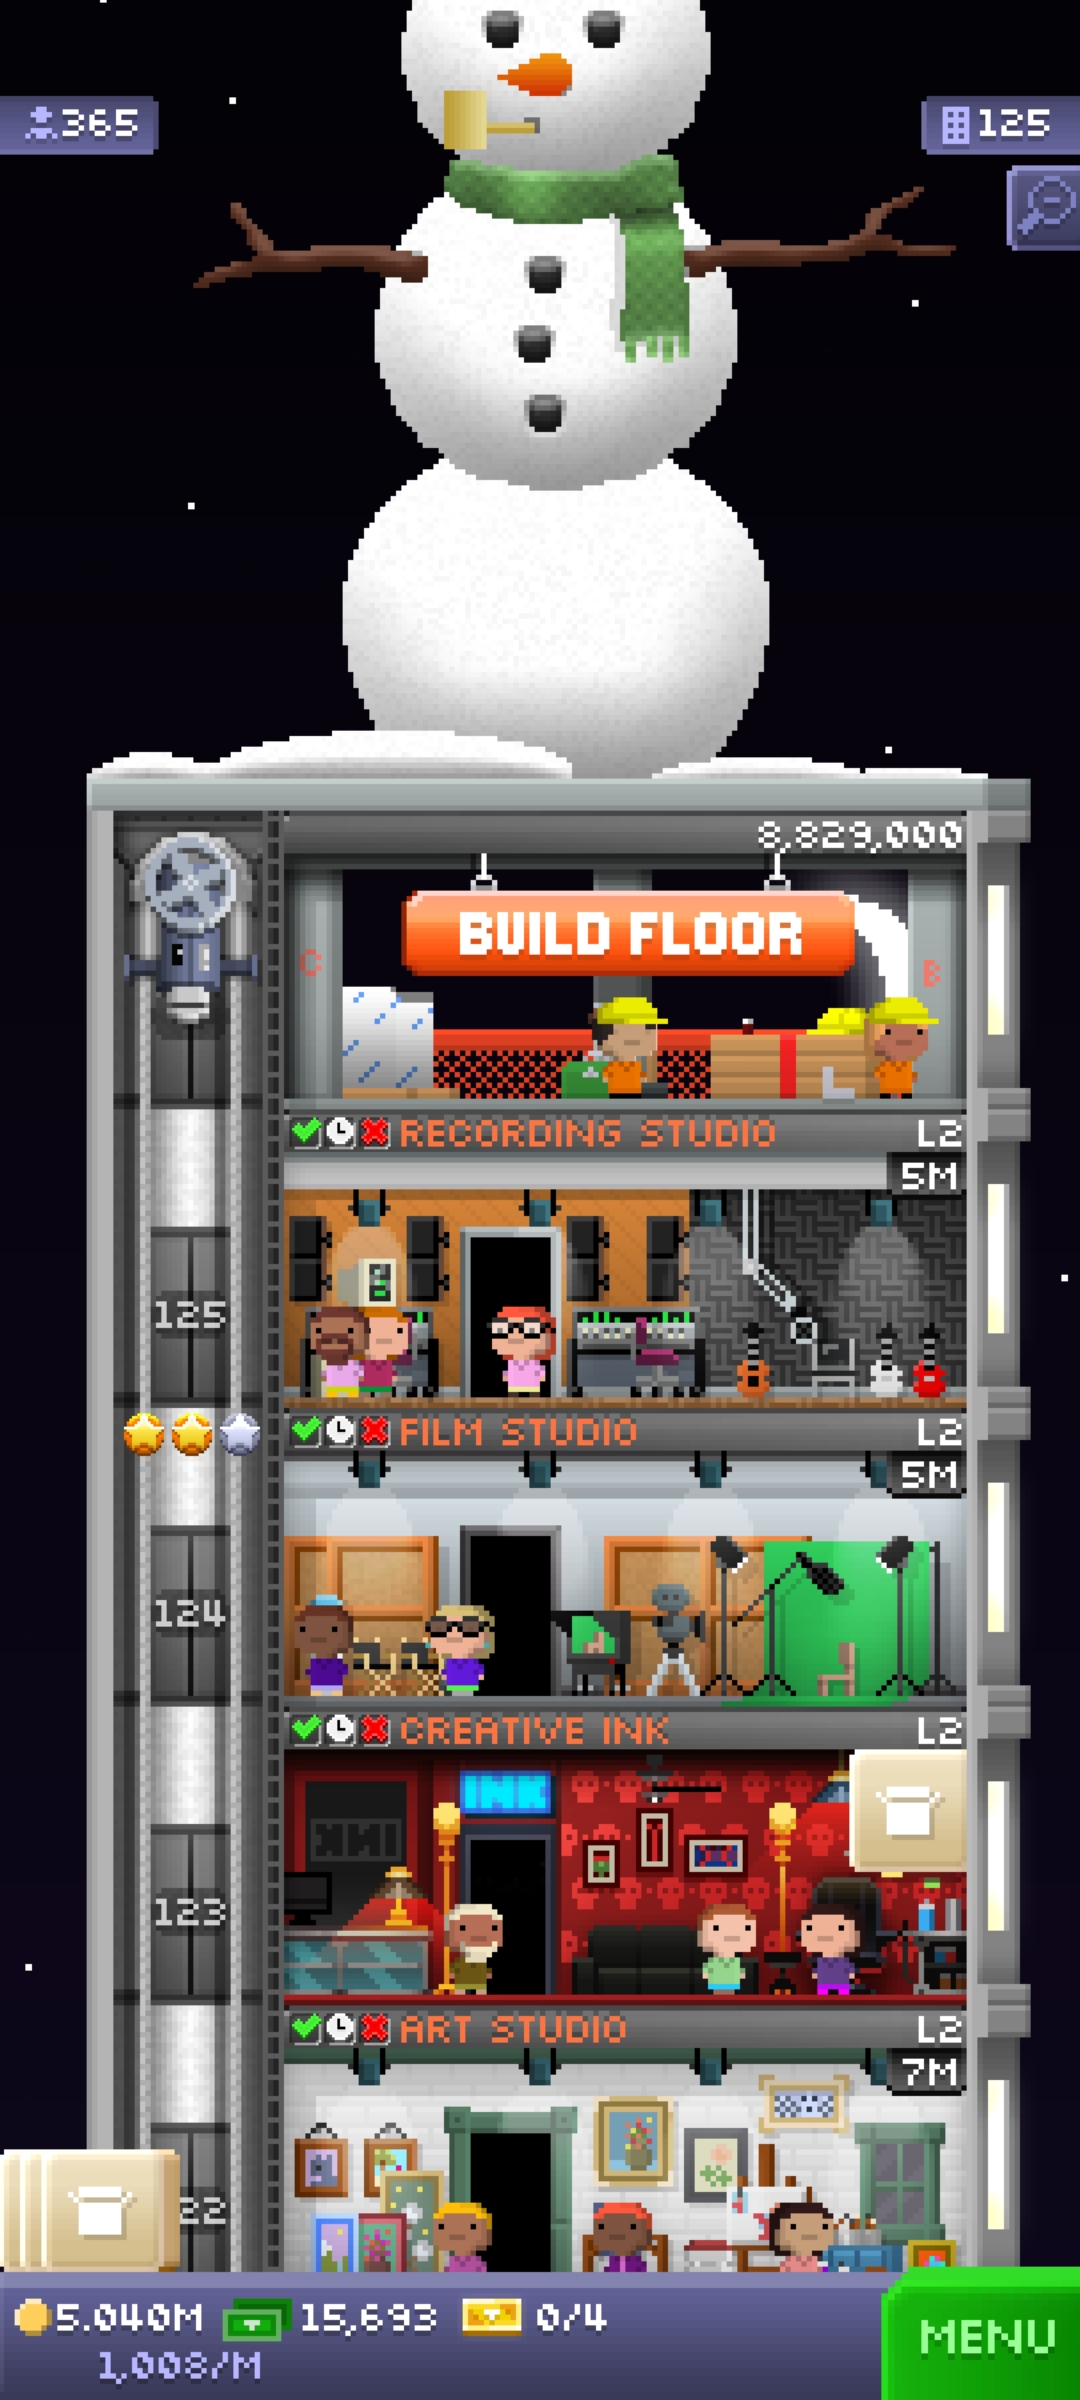 365
125
8,829,000
BUILD FLOOR
C
B
RECORDING STUDIO L2
5M
125
FILM STUDIO L2
5M
124
CREATIVE INK L2
INK
123
ART STUDIO L2
7M
22
5.040M 15,693 0/4
1,008/M
MENU